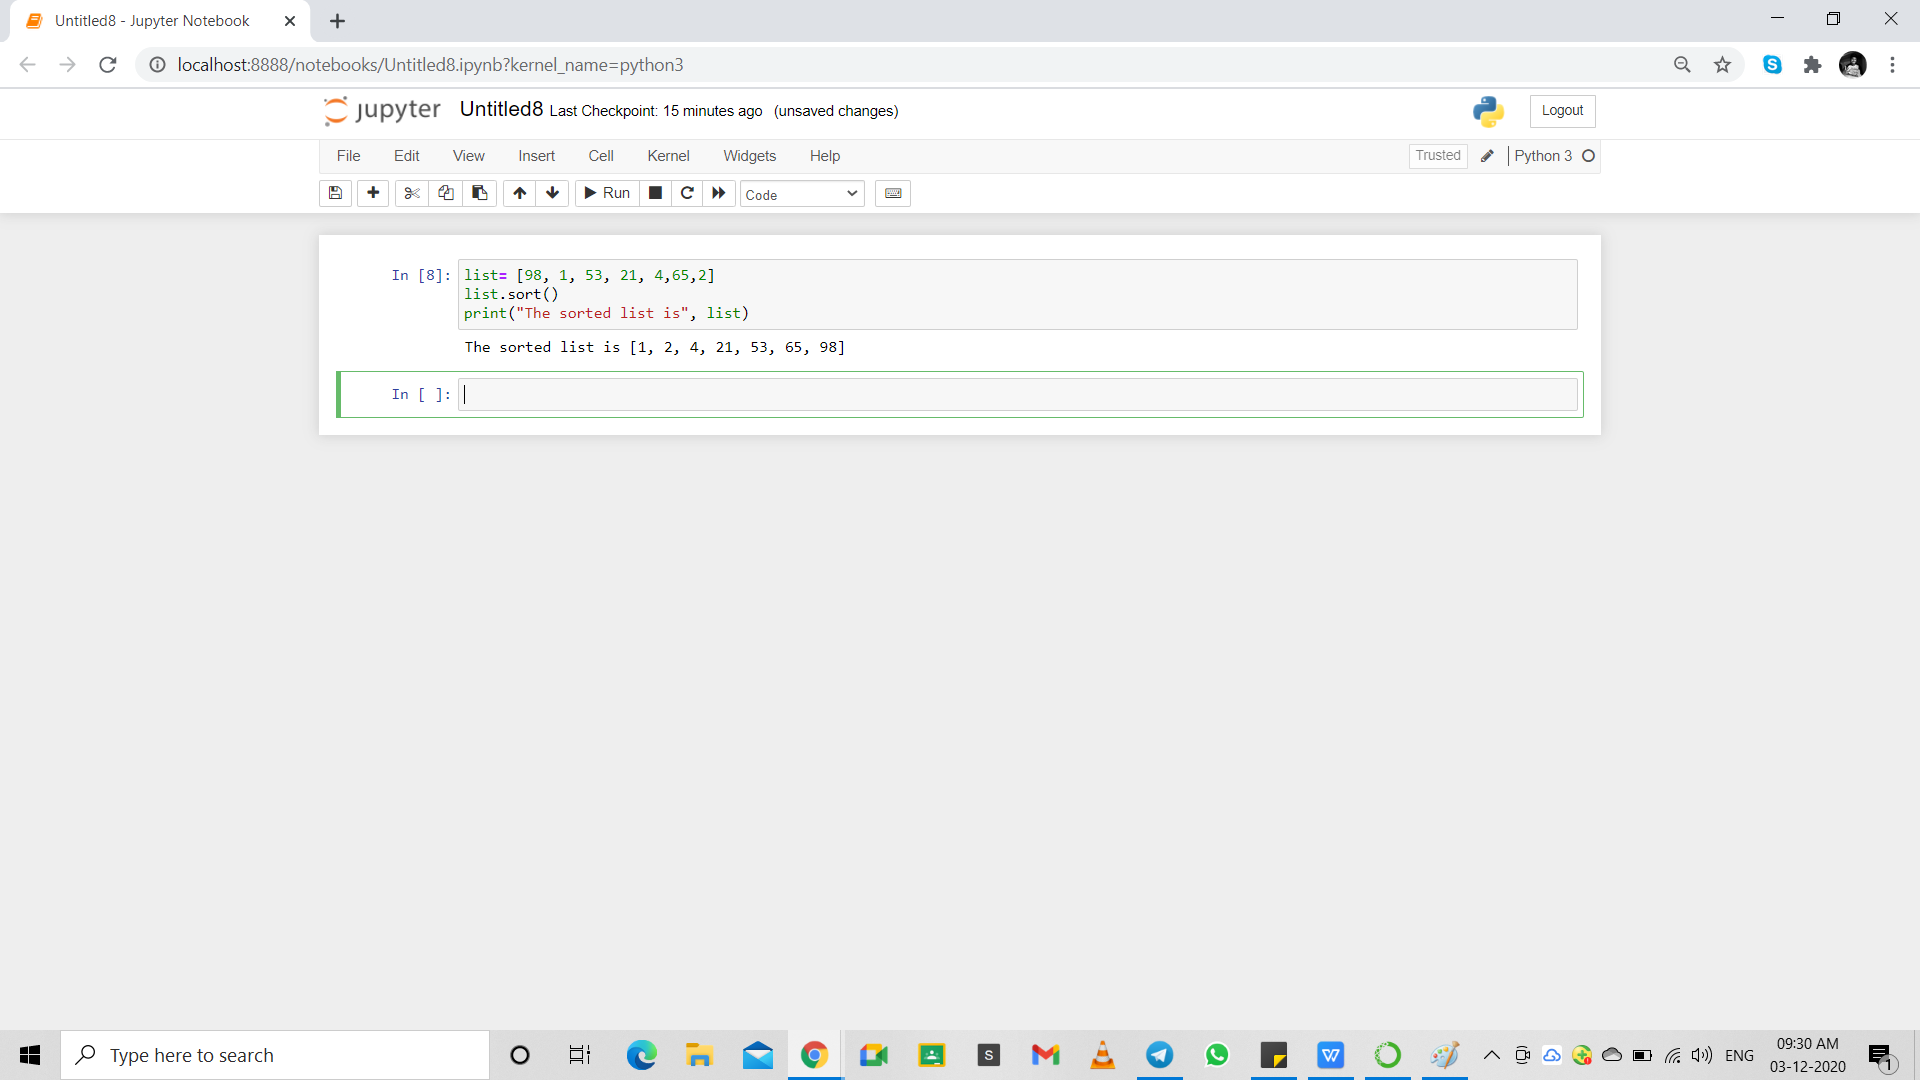 Untitled8 - Jupyter Notebook
localhost:8888/notebooks/Untitled8.ipynb?kernel_name=python3
S
jupyter Untitled8 Last Checkpoint: 15 minutes ago (unsaved changes)
Logout
File Edit View Insert Cell Kernel Widgets Help
Trusted
Python 3
Run
Code
In [8]: list= [98, 1, 53, 21, 4,65,2]
list.sort()
print("The sorted list is", list)
The sorted list is [1, 2, 4, 21, 53, 65, 98]
In [ ]:
Type here to search
S
W
ENG
09:30 AM
03-12-2020
1